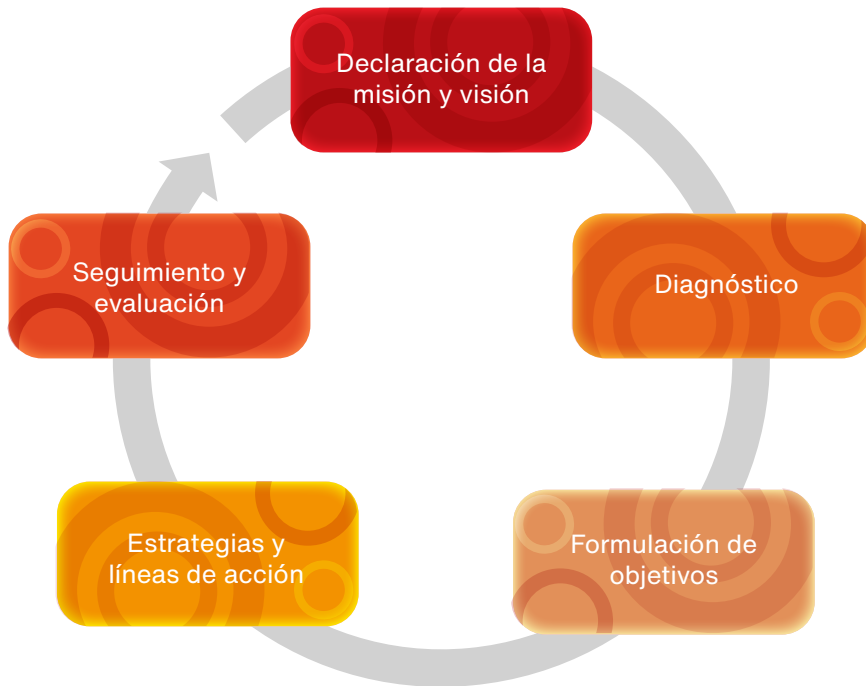 Declaración de la
misión y visión
Diagnóstico
Formulación de
objetivos
Estrategias y
líneas de acción
Seguimiento y
evaluación